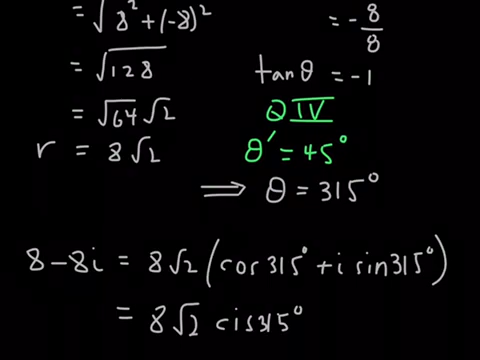 = √(8² + (-8)²)
= -8/8
= √128
tanθ = -1
= √64 √2
Q IV
r = 8√2
θ' = 45°
⟹ θ = 315°
8 - 8i = 8√2 (cos 315° + i sin 315°)
= 8√2 cis 315°